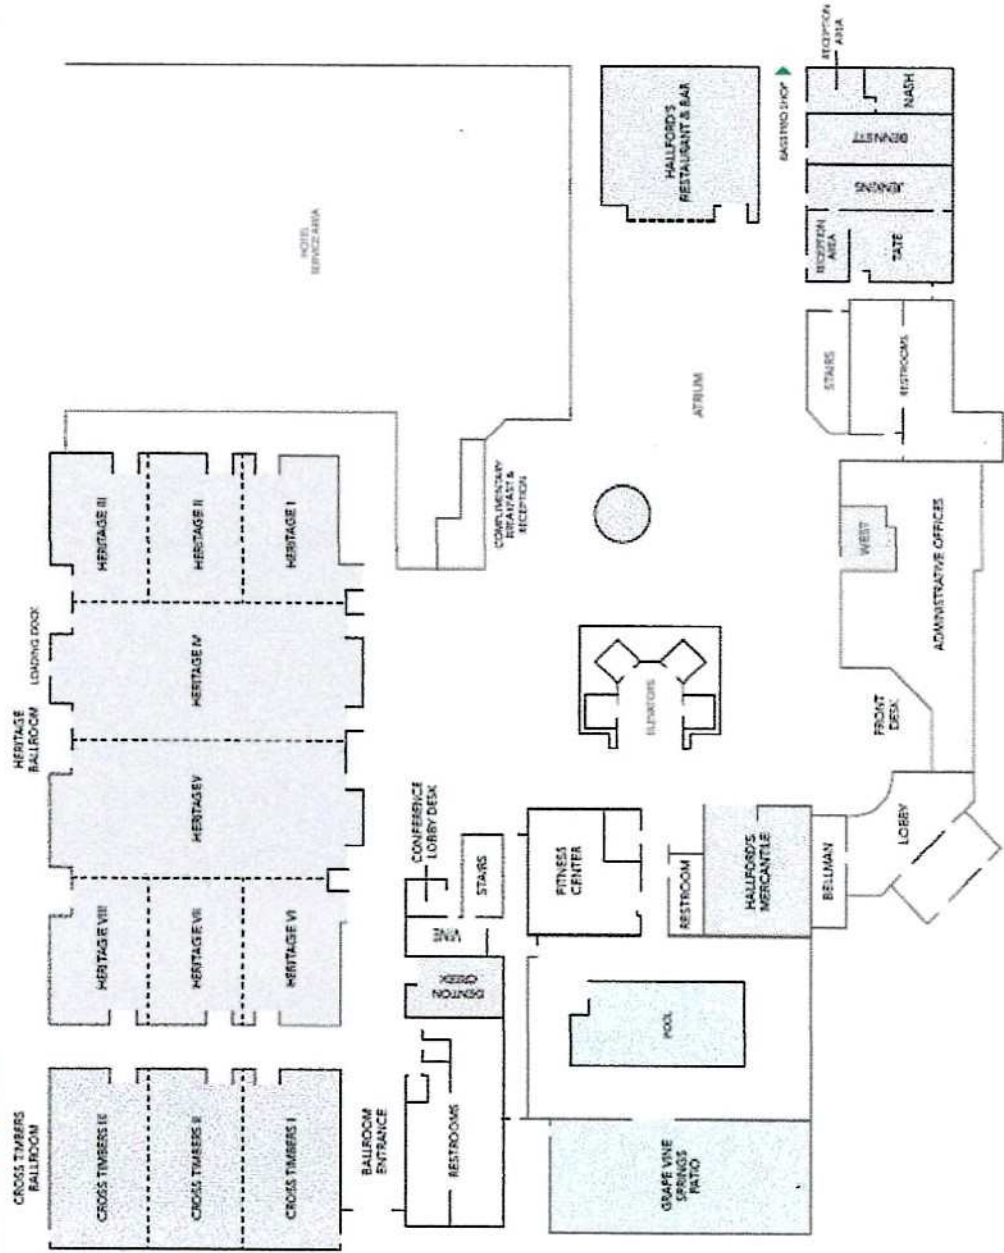 CROSS TIMBERS
BALLROOM
CROSS TIMBERS III
CROSS TIMBERS II
CROSS TIMBERS I
BALLROOM
ENTRANCE
RESTROOMS
GRAPE VINE
SPRINGS
PATIO
HERITAGE
BALLROOM
LOADING DOCK
HERITAGE VIII
HERITAGE VII
HERITAGE VI
HERITAGE V
HERITAGE IV
HERITAGE III
HERITAGE II
HERITAGE I
CONFERENCE
LOBBY DESK
VINE
DENTON
CREEK
STAIRS
FITNESS
CENTER
RESTROOM
HALLFORD'S
MERCANTILE
POOL
BELLMAN
LOBBY
FRONT
DESK
ELEVATORS
ADMINISTRATIVE OFFICES
WEST
COMPLIMENTARY
BREAKFAST &
RECEPTION
HOTEL
SERVICE AREA
ATRIUM
HALLFORD'S
RESTAURANT & BAR
BASS PRO SHOP
STAIRS
RESTROOMS
RECEPTION
AREA
TATE
JENKINS
BENNETT
NASH
RECEPTION
AREA